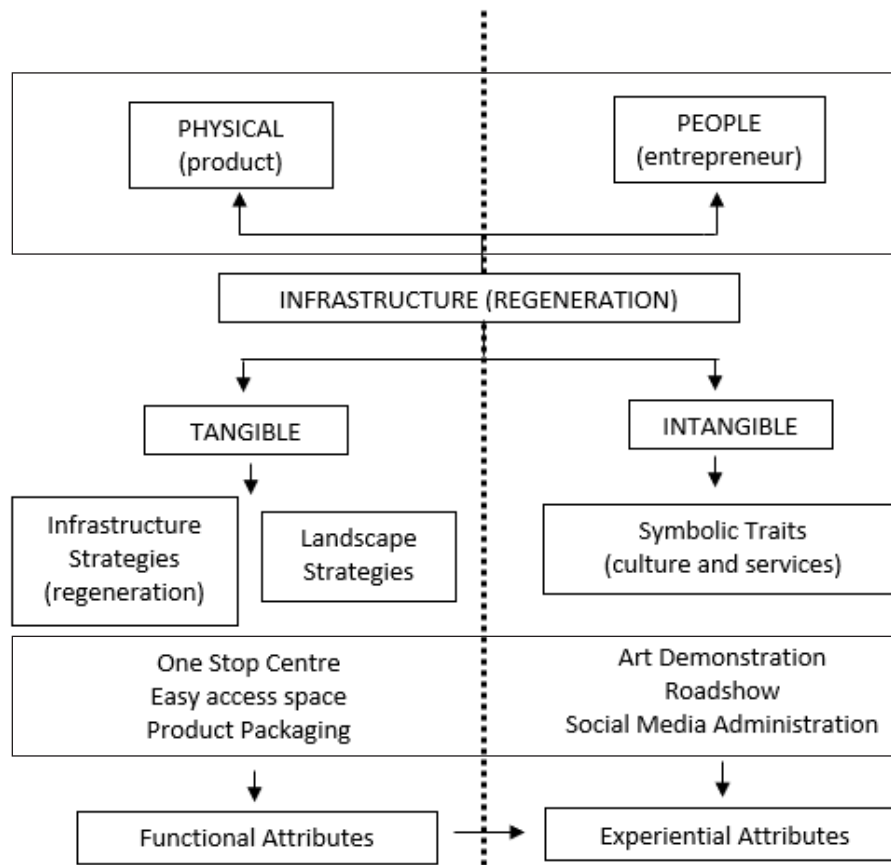 PHYSICAL
(product)
PEOPLE
(entrepreneur)
INFRASTRUCTURE (REGENERATION)
TANGIBLE
INTANGIBLE
Infrastructure
Strategies
(regeneration)
Landscape
Strategies
Symbolic Traits
(culture and services)
One Stop Centre
Easy access space
Product Packaging
Art Demonstration
Roadshow
Social Media Administration
Functional Attributes
Experiential Attributes